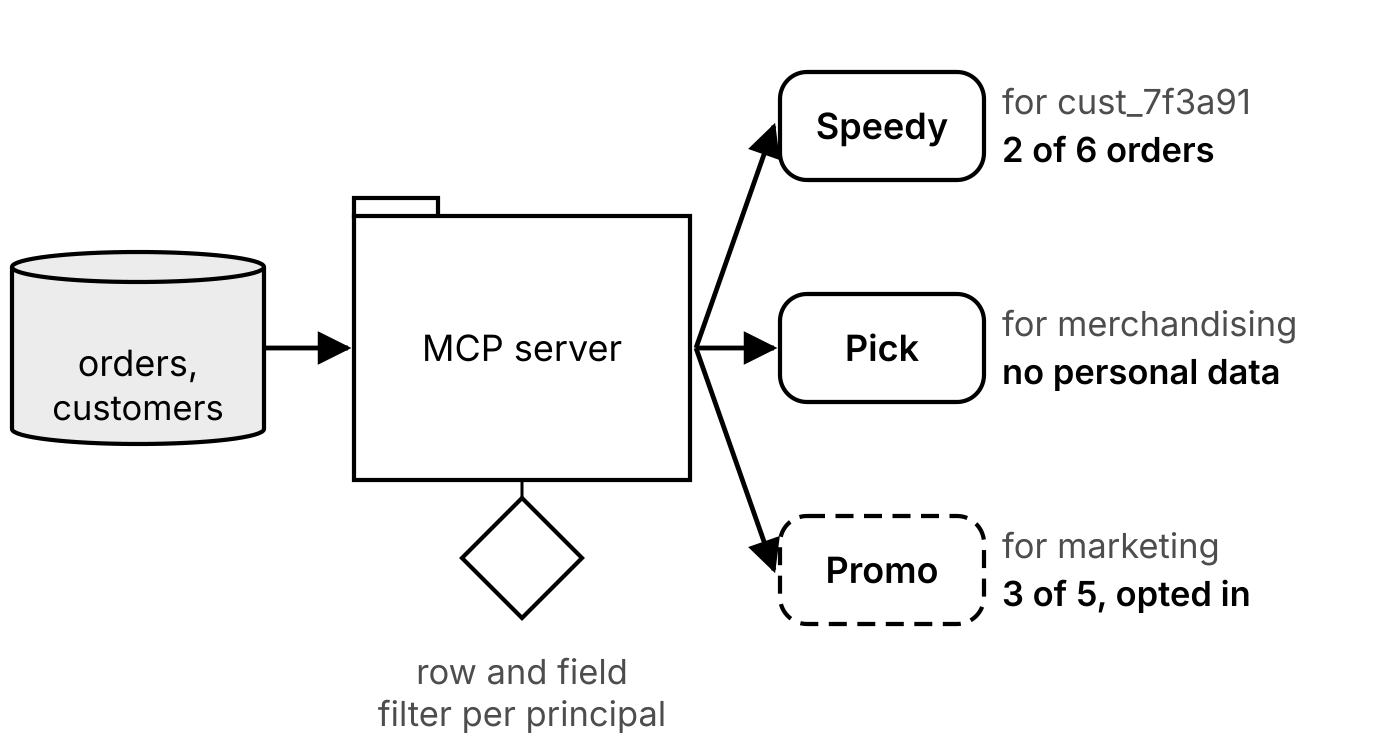 orders,
customers
MCP server
row and field
filter per principal
Speedy
for cust_7f3a91
2 of 6 orders
Pick
for merchandising
no personal data
Promo
for marketing
3 of 5, opted in